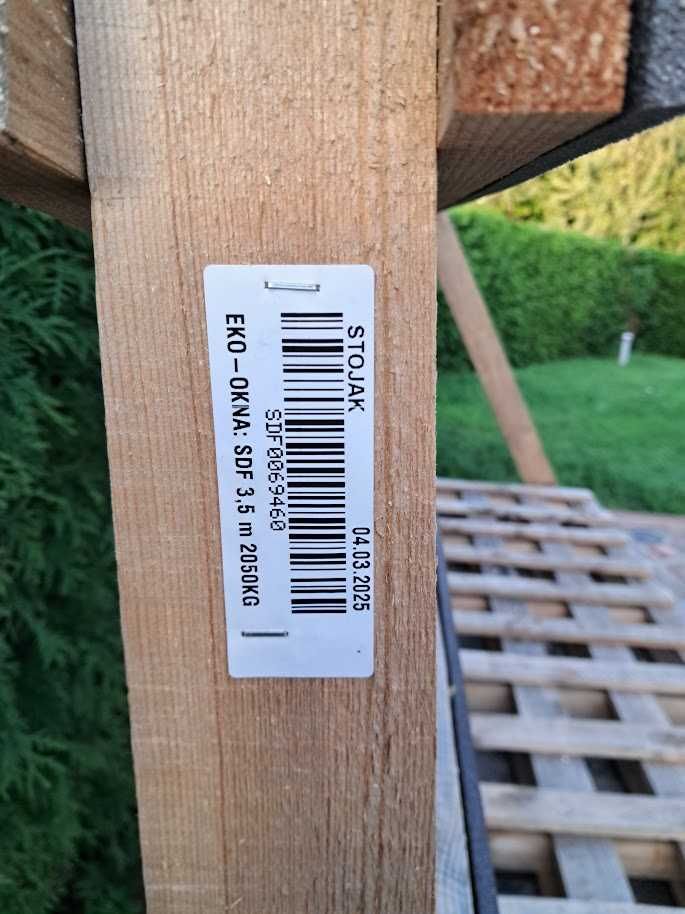 STOJAK 04.03.2025
SDF0069460
EKO-OKNA: SDF 3,5 m 2050KG